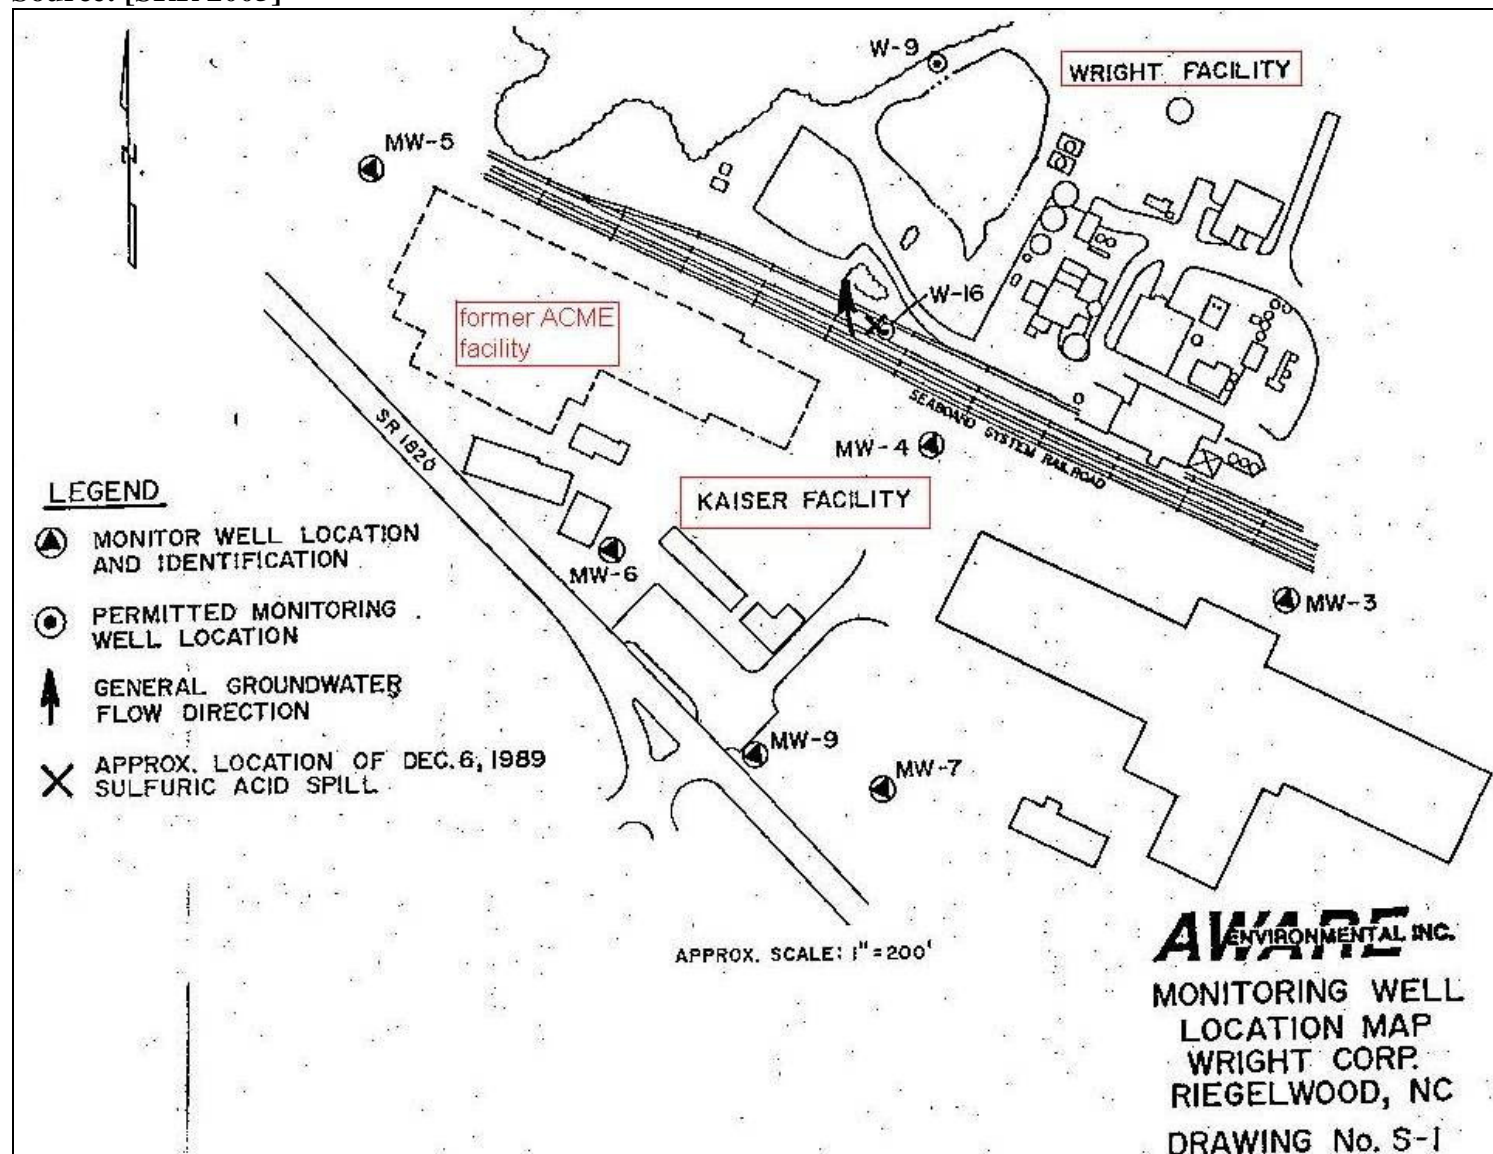 W-9
WRIGHT FACILITY
MW-5
W-16
former ACME
facility
SEABOARD SYSTEM RAILROAD
SR 1820
MW-4
KAISER FACILITY
MW-6
MW-3
MW-9
MW-7
LEGEND
MONITOR WELL LOCATION
AND IDENTIFICATION
PERMITTED MONITORING
WELL LOCATION
GENERAL GROUNDWATER
FLOW DIRECTION
APPROX. LOCATION OF DEC. 6, 1989
SULFURIC ACID SPILL
APPROX. SCALE: 1" = 200'
AWARE
ENVIRONMENTAL INC.
MONITORING WELL
LOCATION MAP
WRIGHT CORP.
RIEGELWOOD, NC
DRAWING No. S-1